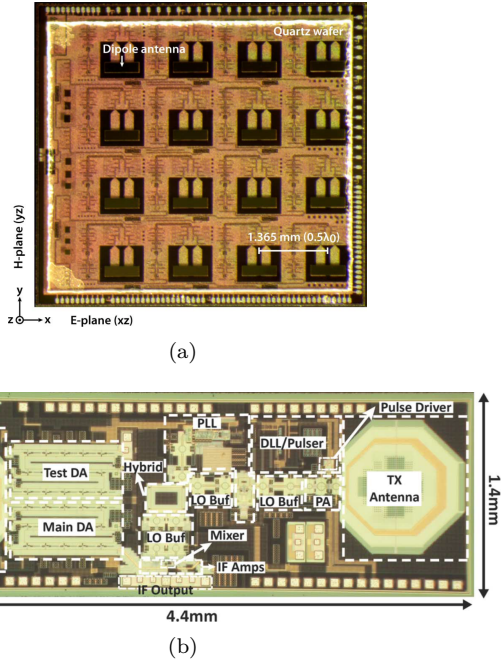 Quartz wafer
Dipole antenna
1.365 mm (0.5λ0)
H-plane (yz)
y
z
x
E-plane (xz)
(a)
Pulse Driver
PLL
DLL/Pulser
Test DA
Hybrid
TX
Antenna
LO Buf
LO Buf
PA
Main DA
LO Buf
Mixer
IF Amps
IF Output
1.4mm
4.4mm
(b)